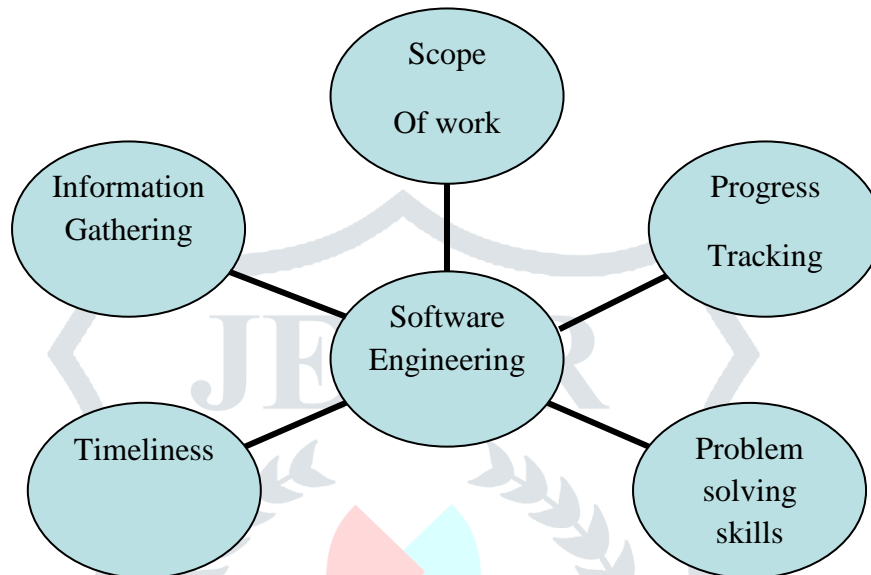 Scope
Of work
Information
Gathering
Progress
Tracking
Software
Engineering
Timeliness
Problem
solving
skills